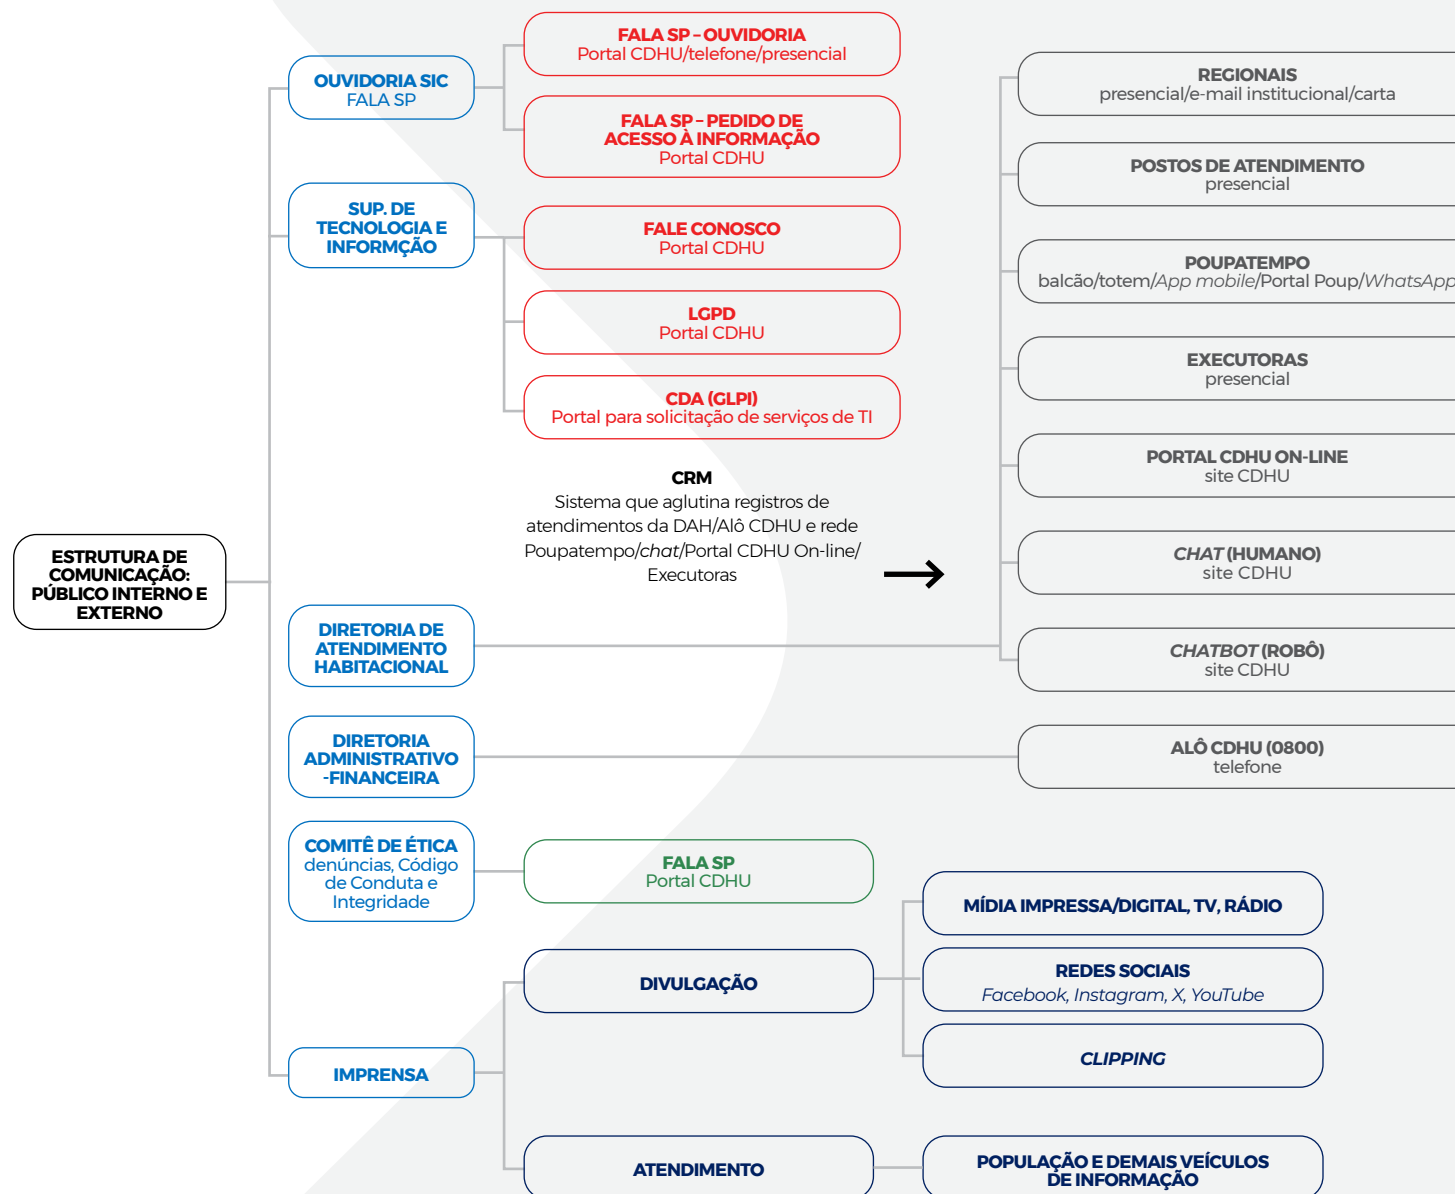 ESTRUTURA DE
COMUNICAÇÃO:
PÚBLICO INTERNO E
EXTERNO
OUVIDORIA SIC
FALA SP
FALA SP – OUVIDORIA
Portal CDHU/telefone/presencial
FALA SP – PEDIDO DE
ACESSO À INFORMAÇÃO
Portal CDHU
SUP. DE
TECNOLOGIA E
INFORMÇÃO
FALE CONOSCO
Portal CDHU
LGPD
Portal CDHU
CDA (GLPI)
Portal para solicitação de serviços de TI
CRM
Sistema que aglutina registros de
atendimentos da DAH/Alô CDHU e rede
Poupatempo/chat/Portal CDHU On-line/
Executoras
DIRETORIA DE
ATENDIMENTO
HABITACIONAL
REGIONAIS
presencial/e-mail institucional/carta
POSTOS DE ATENDIMENTO
presencial
POUPATEMPO
balcão/totem/App mobile/Portal Poup/WhatsApp
EXECUTORAS
presencial
PORTAL CDHU ON-LINE
site CDHU
CHAT (HUMANO)
site CDHU
CHATBOT (ROBÔ)
site CDHU
DIRETORIA
ADMINISTRATIVO
-FINANCEIRA
ALÔ CDHU (0800)
telefone
COMITÊ DE ÉTICA
denúncias, Código
de Conduta e
Integridade
FALA SP
Portal CDHU
IMPRENSA
DIVULGAÇÃO
MÍDIA IMPRESSA/DIGITAL, TV, RÁDIO
REDES SOCIAIS
Facebook, Instagram, X, YouTube
CLIPPING
ATENDIMENTO
POPULAÇÃO E DEMAIS VEÍCULOS
DE INFORMAÇÃO